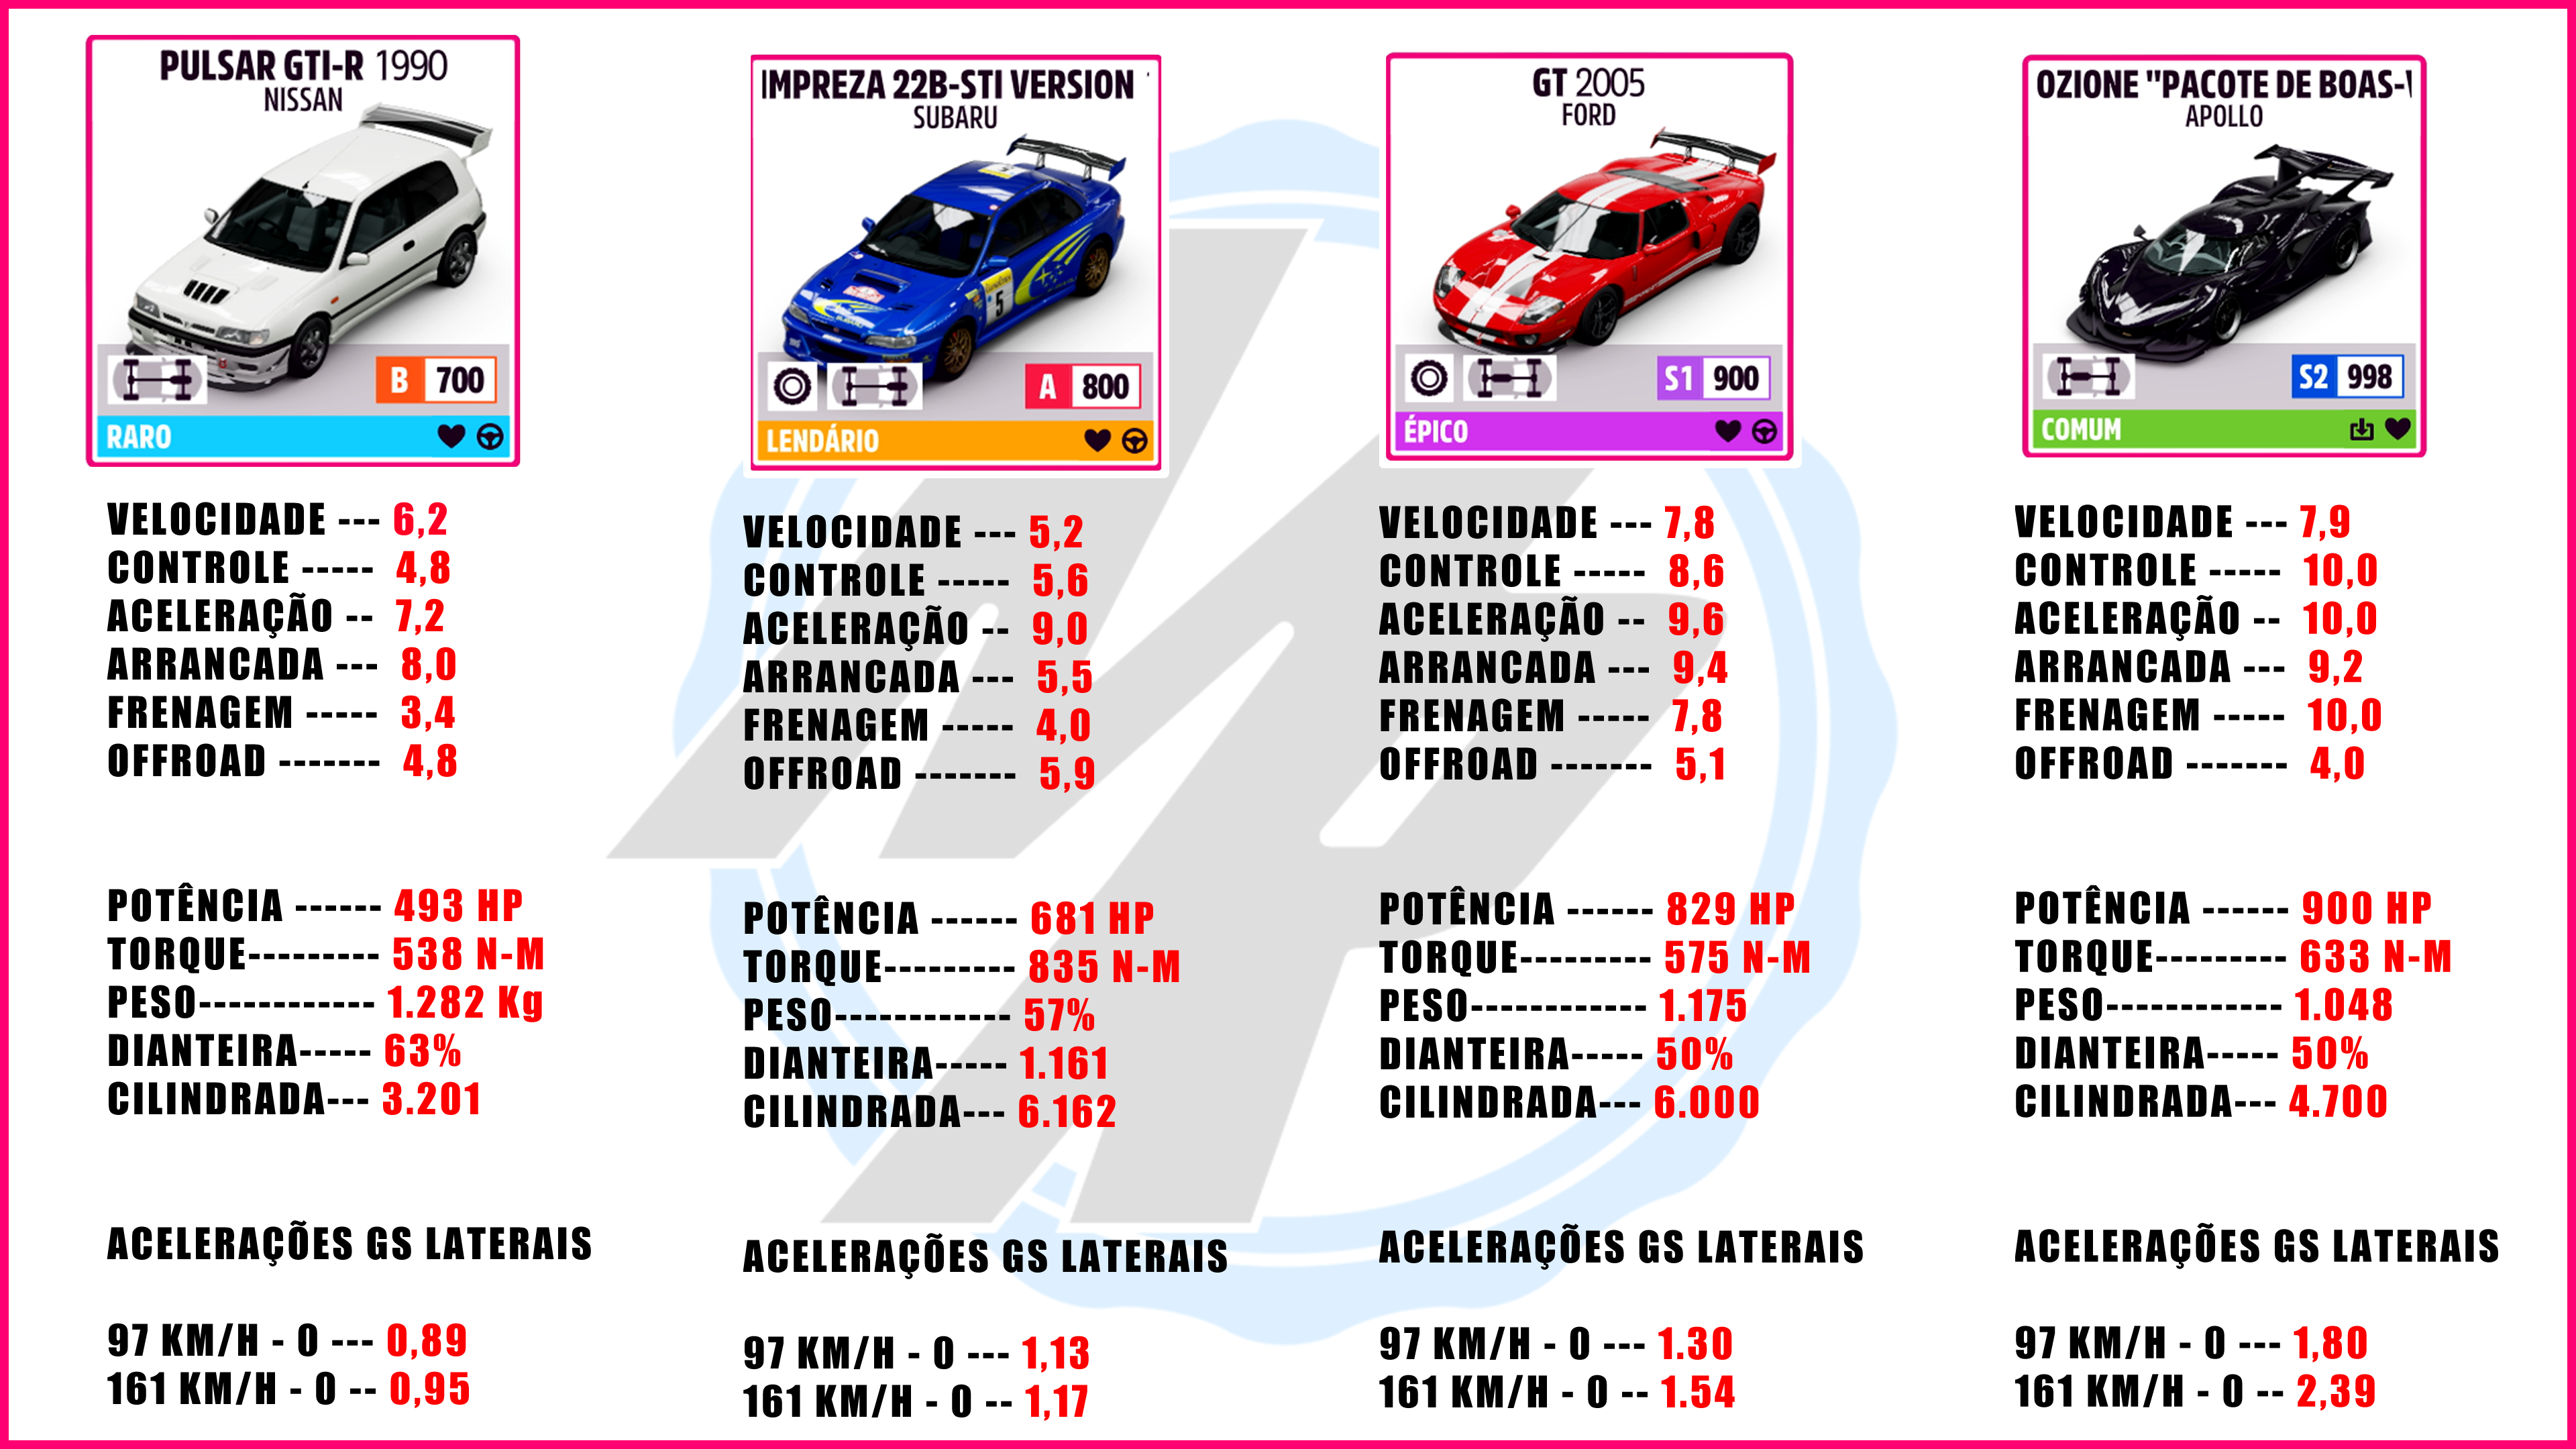 PULSAR GTI-R 1990
NISSAN
B 700
RARO
VELOCIDADE --- 6,2
CONTROLE ----- 4,8
ACELERAÇÃO -- 7,2
ARRANCADA --- 8,0
FRENAGEM ----- 3,4
OFFROAD ------- 4,8
POTÊNCIA ------ 493 HP
TORQUE--------- 538 N-M
PESO------------ 1.282 Kg
DIANTEIRA----- 63%
CILINDRADA--- 3.201
ACELERAÇÕES GS LATERAIS
97 KM/H - 0 --- 0,89
161 KM/H - 0 -- 0,95
IMPREZA 22B-STI VERSION
SUBARU
5
A 800
LENDÁRIO
VELOCIDADE --- 5,2
CONTROLE ----- 5,6
ACELERAÇÃO -- 9,0
ARRANCADA --- 5,5
FRENAGEM ----- 4,0
OFFROAD ------- 5,9
POTÊNCIA ------ 681 HP
TORQUE--------- 835 N-M
PESO------------ 57%
DIANTEIRA----- 1.161
CILINDRADA--- 6.162
ACELERAÇÕES GS LATERAIS
97 KM/H - 0 --- 1,13
161 KM/H - 0 -- 1,17
GT 2005
FORD
S1 900
ÉPICO
VELOCIDADE --- 7,8
CONTROLE ----- 8,6
ACELERAÇÃO -- 9,6
ARRANCADA --- 9,4
FRENAGEM ----- 7,8
OFFROAD ------- 5,1
POTÊNCIA ------ 829 HP
TORQUE--------- 575 N-M
PESO------------ 1.175
DIANTEIRA----- 50%
CILINDRADA--- 6.000
ACELERAÇÕES GS LATERAIS
97 KM/H - 0 --- 1.30
161 KM/H - 0 -- 1.54
OZIONE "PACOTE DE BOAS-
APOLLO
S2 998
COMUM
VELOCIDADE --- 7,9
CONTROLE ----- 10,0
ACELERAÇÃO -- 10,0
ARRANCADA --- 9,2
FRENAGEM ----- 10,0
OFFROAD ------- 4,0
POTÊNCIA ------ 900 HP
TORQUE--------- 633 N-M
PESO------------ 1.048
DIANTEIRA----- 50%
CILINDRADA--- 4.700
ACELERAÇÕES GS LATERAIS
97 KM/H - 0 --- 1,80
161 KM/H - 0 -- 2,39